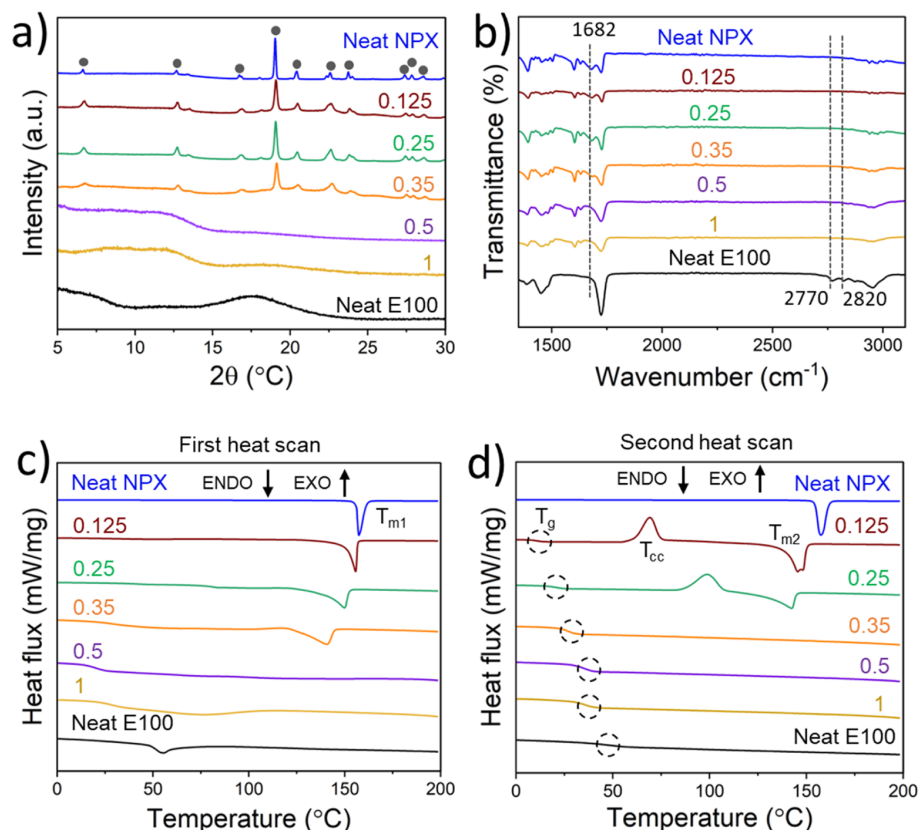 a)
Neat NPX
0.125
0.25
0.35
0.5
1
Neat E100
Intensity (a.u.)
5 10 15 20 25 30
2θ (°C)
b)
1682
Neat NPX
0.125
0.25
0.35
0.5
1
Neat E100
2770 2820
Transmittance (%)
1500 2000 2500 3000
Wavenumber (cm-1)
First heat scan
c)
Neat NPX
ENDO EXO
Tm1
0.125
0.25
0.35
0.5
1
Neat E100
Heat flux (mW/mg)
0 50 100 150 200
Temperature (°C)
Second heat scan
d)
ENDO EXO
Neat NPX
0.125
Tg
Tcc
Tm2
0.25
0.35
0.5
1
Neat E100
Heat flux (mW/mg)
0 50 100 150 200
Temperature (°C)